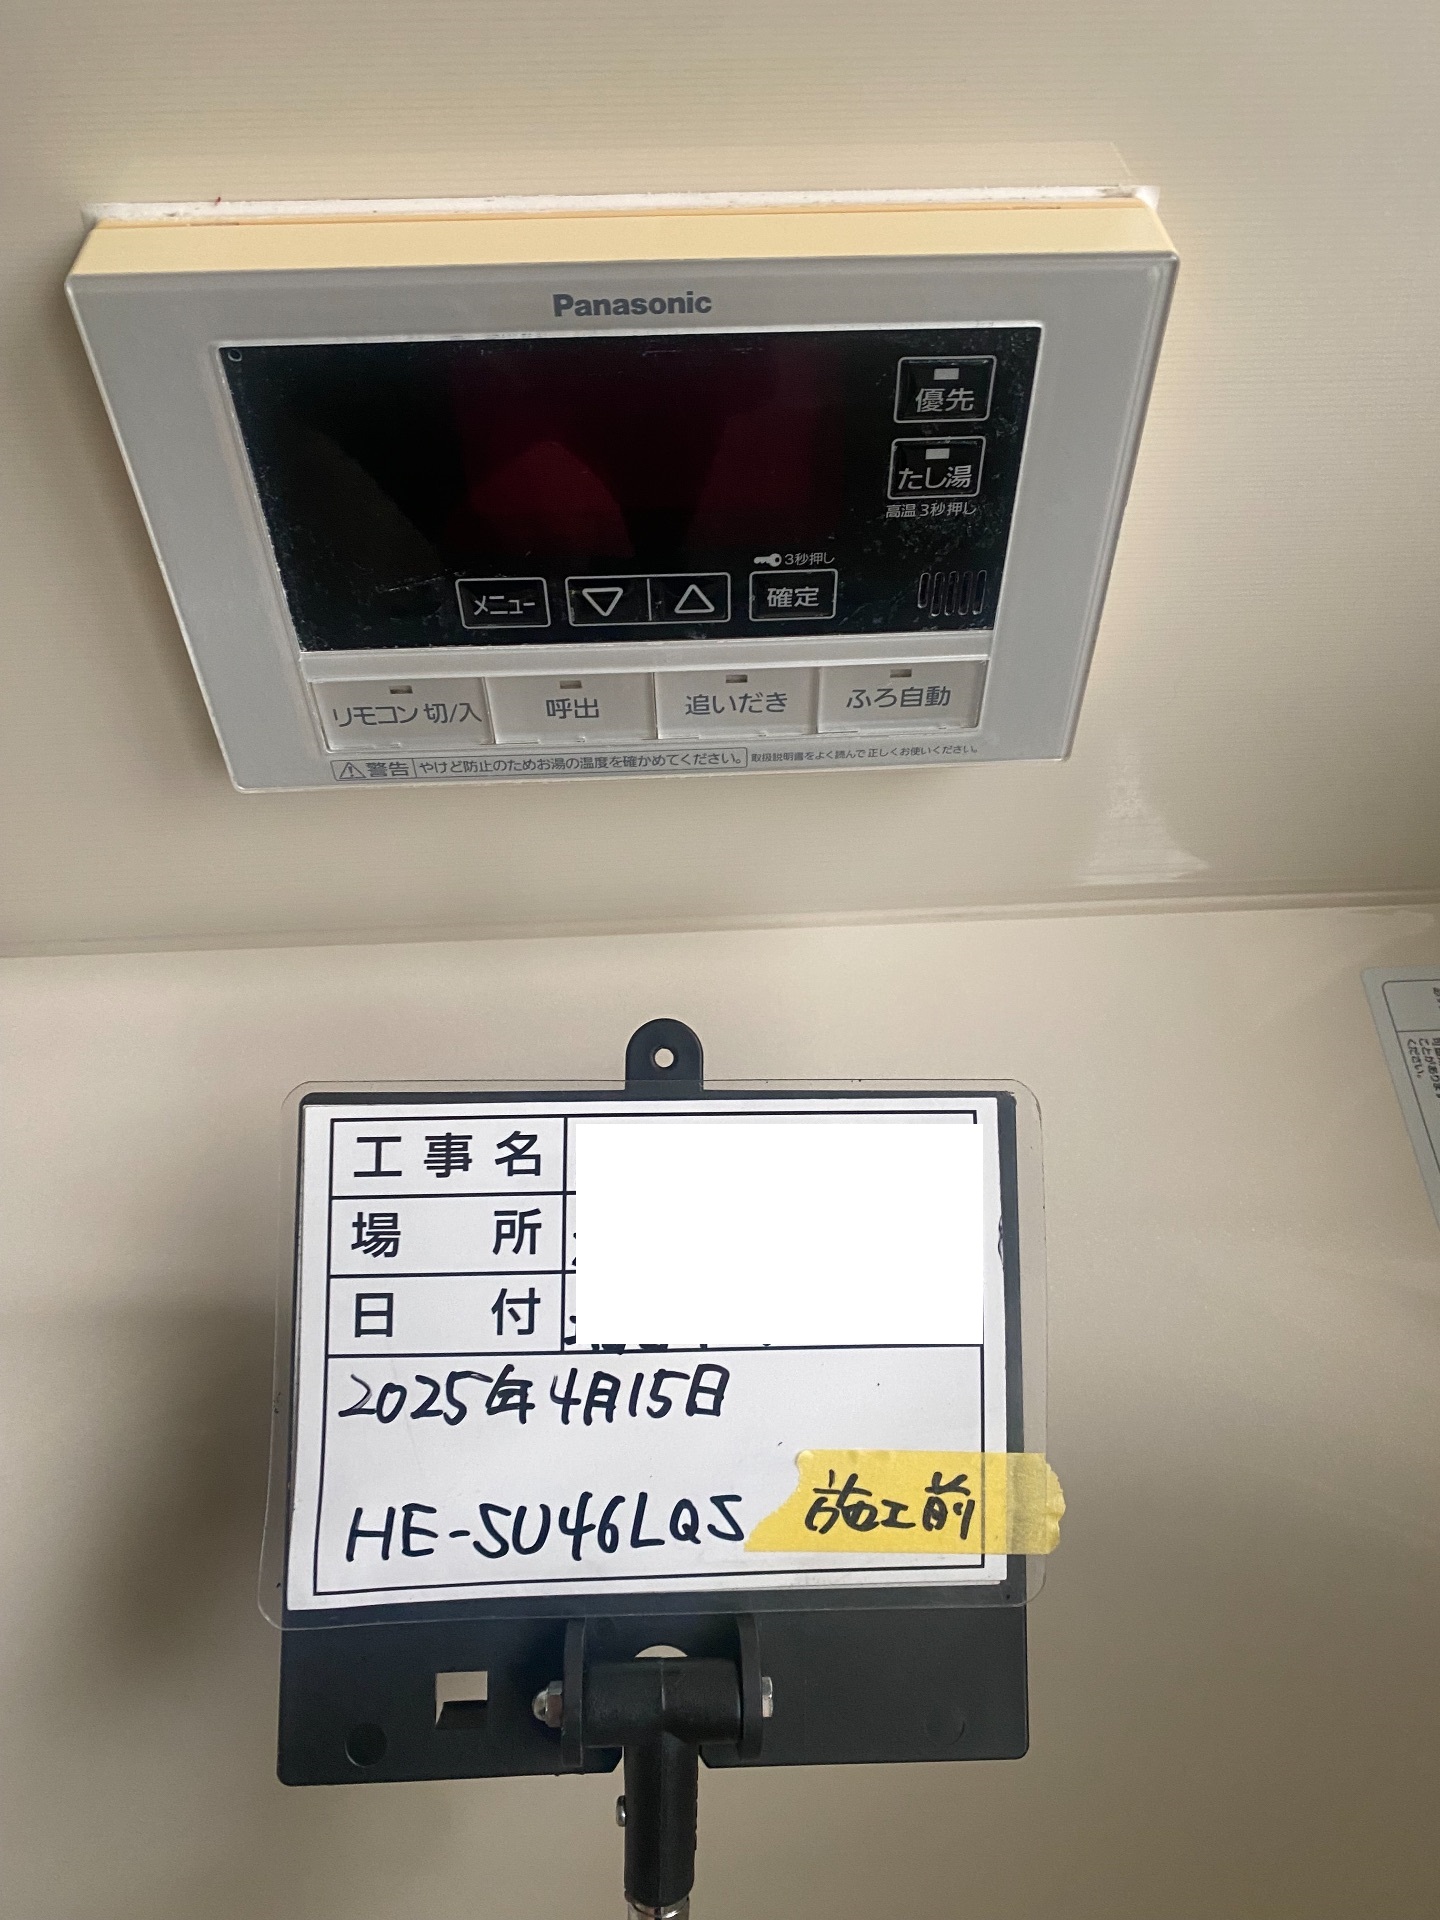 Panasonic
優先
たし湯
高温 3秒押し
3秒押し
メニュー
確定
リモコン 切/入
呼出
追いだき
ふろ自動
警告 やけど防止のためお湯の温度を確かめてください。 取扱説明書をよく読んで正しくお使いください。
工事名
場所
日付
2025年4月15日
HE-SU46LQS
施工前
ください。